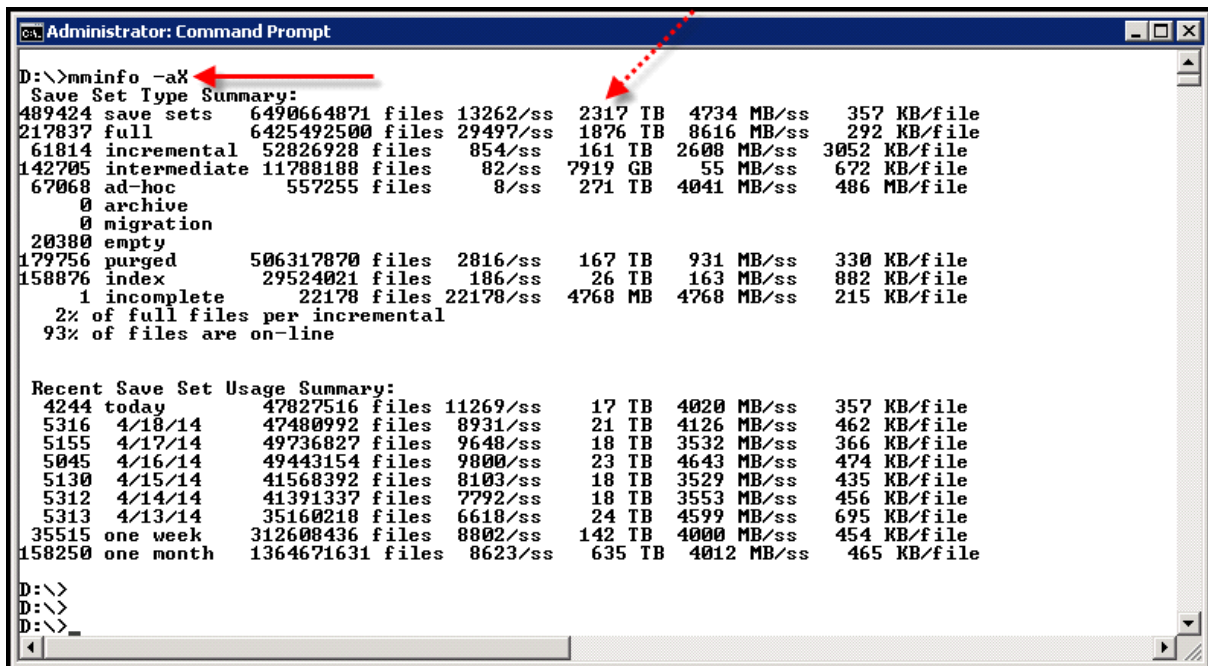 Administrator: Command Prompt
D:\>mminfo -aX
Save Set Type Summary:
489424 save sets 6490664871 files 13262/ss 2317 TB 4734 MB/ss 357 KB/file
217837 full 6425492500 files 29497/ss 1876 TB 8616 MB/ss 292 KB/file
61814 incremental 52826928 files 854/ss 161 TB 2608 MB/ss 3052 KB/file
142705 intermediate 11788188 files 82/ss 7919 GB 55 MB/ss 672 KB/file
67068 ad-hoc 557255 files 8/ss 271 TB 4041 MB/ss 486 MB/file
0 archive
0 migration
20380 empty
179756 purged 506317870 files 2816/ss 167 TB 931 MB/ss 330 KB/file
158876 index 29524021 files 186/ss 26 TB 163 MB/ss 882 KB/file
1 incomplete 22178 files 22178/ss 4768 MB 4768 MB/ss 215 KB/file
2% of full files per incremental
93% of files are on-line
Recent Save Set Usage Summary:
4244 today 47827516 files 11269/ss 17 TB 4020 MB/ss 357 KB/file
5316 4/18/14 47480992 files 8931/ss 21 TB 4126 MB/ss 462 KB/file
5155 4/17/14 49736827 files 9648/ss 18 TB 3532 MB/ss 366 KB/file
5045 4/16/14 49443154 files 9800/ss 23 TB 4643 MB/ss 474 KB/file
5130 4/15/14 41568392 files 8103/ss 18 TB 3529 MB/ss 435 KB/file
5312 4/14/14 41391337 files 7792/ss 18 TB 3553 MB/ss 456 KB/file
5313 4/13/14 35160218 files 6618/ss 24 TB 4599 MB/ss 695 KB/file
35515 one week 312608436 files 8802/ss 142 TB 4000 MB/ss 454 KB/file
158250 one month 1364671631 files 8623/ss 635 TB 4012 MB/ss 465 KB/file
D:\>
D:\>
D:\>_